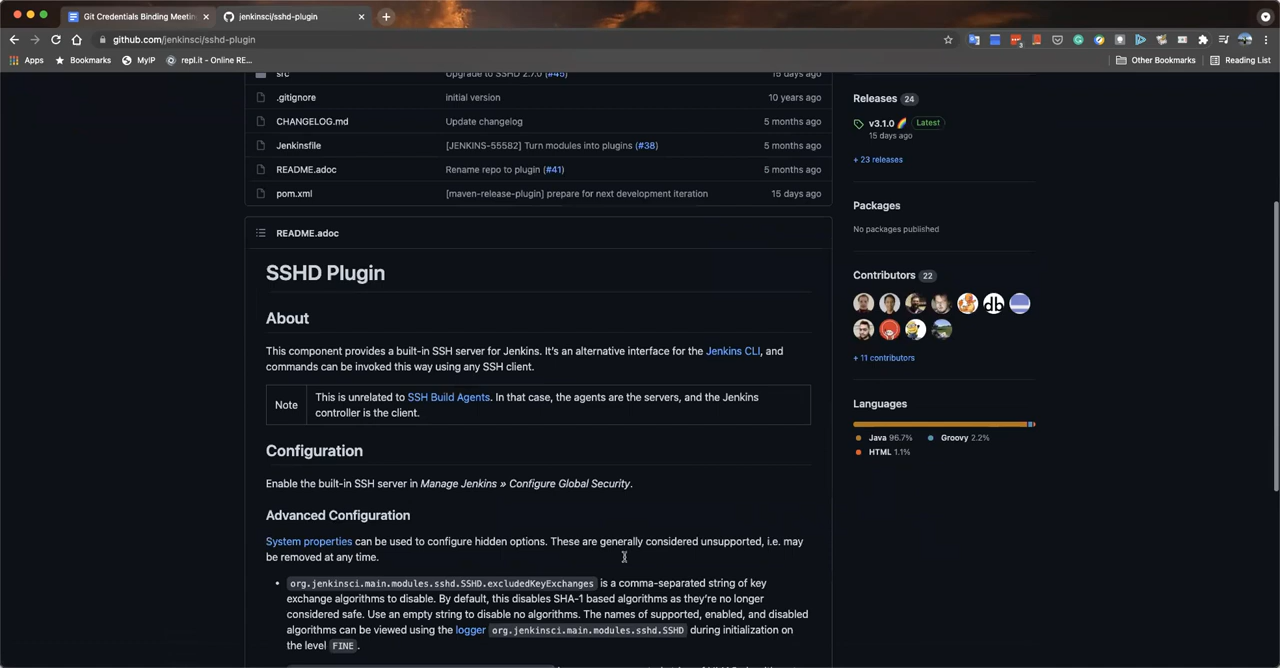 Git Credentials Binding Meetin
jenkinsci/sshd-plugin
github.com/jenkinsci/sshd-plugin
Apps
Bookmarks
MyIP
repl.it - Online RE...
Other Bookmarks
Reading List
src
Upgrade to SSHD 2.7.0 (#45)
15 days ago
.gitignore
initial version
10 years ago
CHANGELOG.md
Update changelog
5 months ago
Jenkinsfile
[JENKINS-55582] Turn modules into plugins (#38)
5 months ago
README.adoc
Rename repo to plugin (#41)
5 months ago
pom.xml
[maven-release-plugin] prepare for next development iteration
15 days ago
README.adoc
SSHD Plugin
About
This component provides a built-in SSH server for Jenkins. It's an alternative interface for the Jenkins CLI, and
commands can be invoked this way using any SSH client.
Note
This is unrelated to SSH Build Agents. In that case, the agents are the servers, and the Jenkins
controller is the client.
Configuration
Enable the built-in SSH server in Manage Jenkins » Configure Global Security.
Advanced Configuration
System properties can be used to configure hidden options. These are generally considered unsupported, i.e. may
be removed at any time.
• org.jenkinsci.main.modules.sshd.SSHD.excludedKeyExchanges is a comma-separated string of key
exchange algorithms to disable. By default, this disables SHA-1 based algorithms as they're no longer
considered safe. Use an empty string to disable no algorithms. The names of supported, enabled, and disabled
algorithms can be viewed using the logger org.jenkinsci.main.modules.sshd.SSHD during initialization on
the level FINE.
Releases 24
v3.1.0 🌈 Latest
15 days ago
+ 23 releases
Packages
No packages published
Contributors 22
+ 11 contributors
Languages
Java 96.7%
Groovy 2.2%
HTML 1.1%